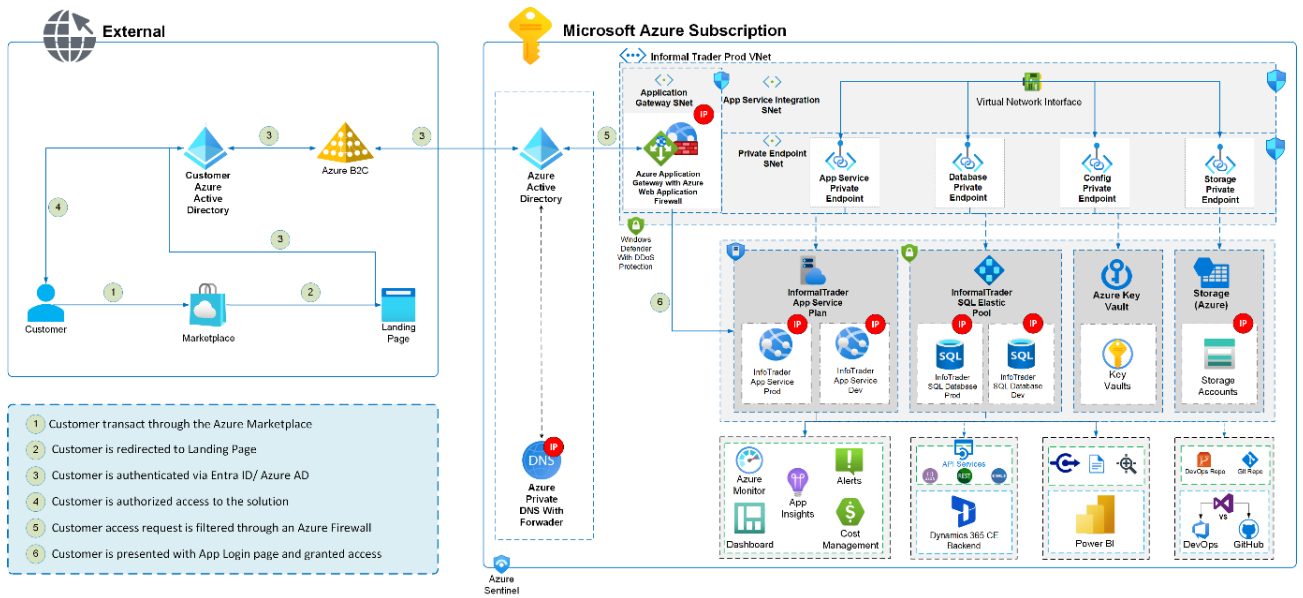 External
Microsoft Azure Subscription
Informal Trader Prod VNet
Application
Gateway SNet
App Service Integration
SNet
Virtual Network Interface
IP
Private Endpoint
SNet
3
3
3
5
Customer
Azure
Active
Directory
Azure B2C
Azure
Active
Directory
Azure Application
Gateway with Azure
Web Application
Firewall
App Service
Private
Endpoint
Database
Private
Endpoint
Config
Private
Endpoint
Storage
Private
Endpoint
4
3
Windows
Defender
With DDoS
Protection
1
2
6
Customer
Marketplace
Landing
Page
InformalTrader
App Service
Plan
InformalTrader
SQL Elastic
Pool
Azure Key
Vault
Storage
(Azure)
IP
IP
IP
IP
IP
SQL
SQL
InfoTrader
App Service
Prod
InfoTrader
App Service
Dev
InfoTrader
SQL Database
Prod
InfoTrader
SQL Database
Dev
Key
Vaults
Storage
Accounts
1 Customer transact through the Azure Marketplace
2 Customer is redirected to Landing Page
3 Customer is authenticated via Entra ID/ Azure AD
4 Customer is authorized access to the solution
5 Customer access request is filtered through an Azure Firewall
6 Customer is presented with App Login page and granted access
IP
DNS
Azure
Private
DNS With
Forwader
Azure
Monitor
App
Insights
Alerts
Dashboard
Cost
Management
API Services
REST
Dynamics 365 CE
Backend
Power BI
DevOps Repo
Git Repo
VS
DevOps
GitHub
Azure
Sentinel